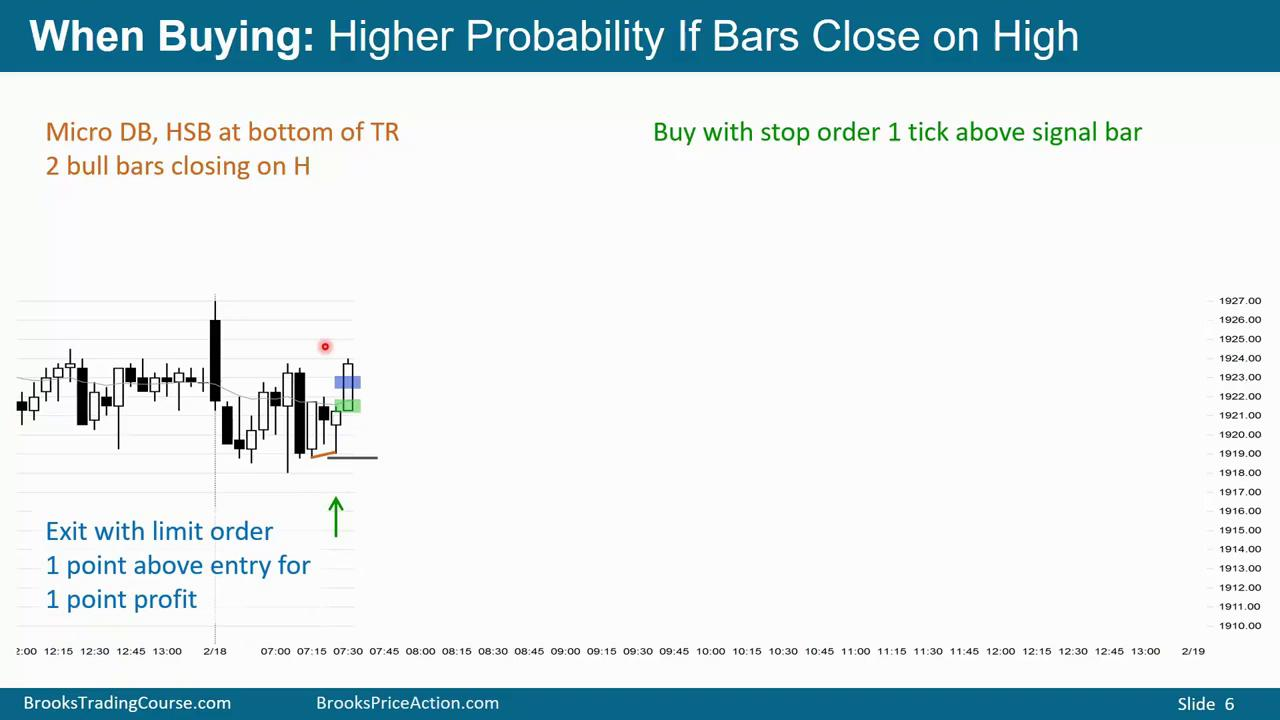 When Buying: Higher Probability If Bars Close on High
Micro DB, HSB at bottom of TR
2 bull bars closing on H
Buy with stop order 1 tick above signal bar
1927.00
1926.00
1925.00
1924.00
1923.00
1922.00
1921.00
1920.00
1919.00
1918.00
1917.00
1916.00
1915.00
1914.00
1913.00
1912.00
1911.00
1910.00
Exit with limit order
1 point above entry for
1 point profit
2:00 12:15 12:30 12:45 13:00 2/18 07:00 07:15 07:30 07:45 08:00 08:15 08:30 08:45 09:00 09:15 09:30 09:45 10:00 10:15 10:30 10:45 11:00 11:15 11:30 11:45 12:00 12:15 12:30 12:45 13:00 2/19
BrooksTradingCourse.com
BrooksPriceAction.com
Slide 6